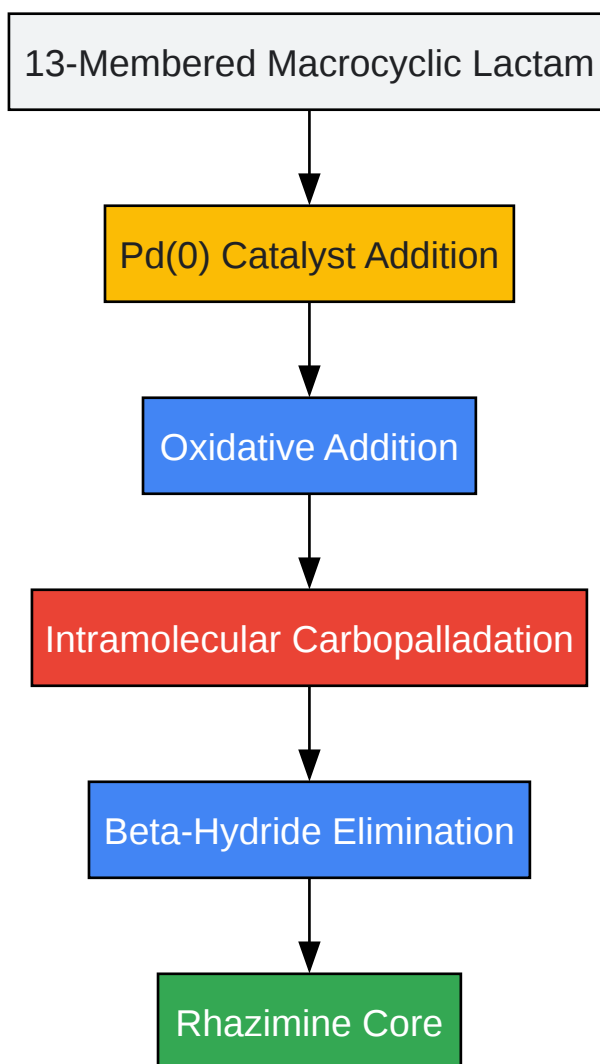 13-Membered Macrocyclic Lactam
Pd(0) Catalyst Addition
Oxidative Addition
Intramolecular Carbopalladation
Beta-Hydride Elimination
Rhazimine Core